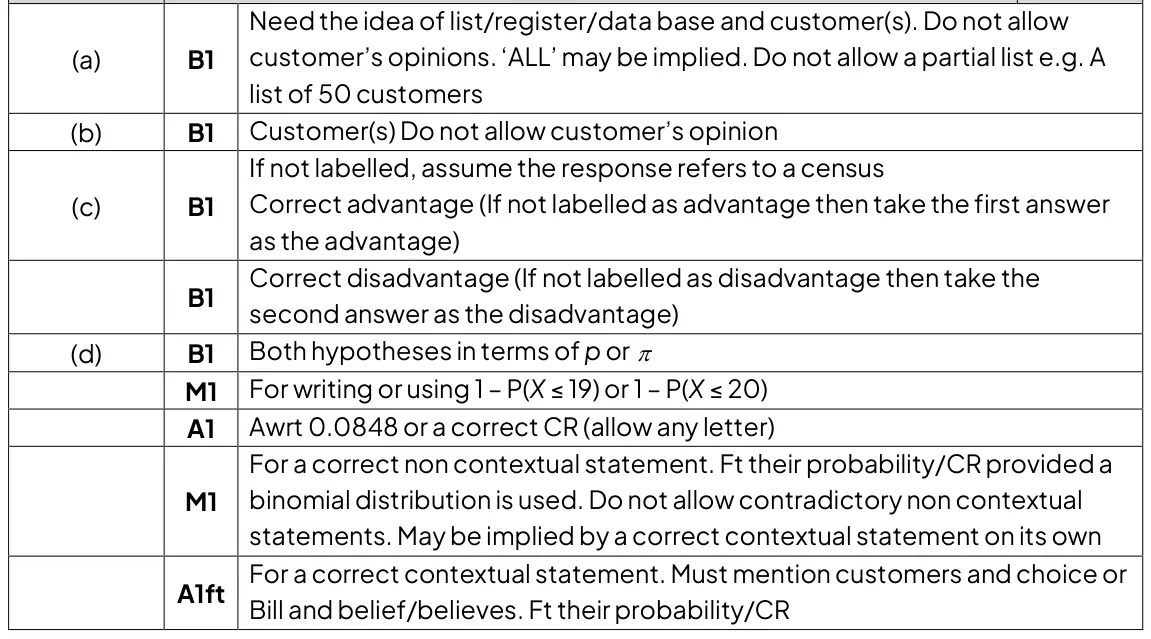 Need the idea of list/register/data base and customer(s). Do not allow
(a) B1 customer's opinions. 'ALL' may be implied. Do not allow a partial list e.g. A
list of 50 customers
(b) B1 Customer(s) Do not allow customer's opinion
If not labelled, assume the response refers to a census
(c) B1 Correct advantage (If not labelled as advantage then take the first answer
as the advantage)
B1 Correct disadvantage (If not labelled as disadvantage then take the
second answer as the disadvantage)
(d) B1 Both hypotheses in terms of p or π
M1 For writing or using 1 – P(X ≤ 19) or 1 – P(X ≤ 20)
A1 Awrt 0.0848 or a correct CR (allow any letter)
For a correct non contextual statement. Ft their probability/CR provided a
M1 binomial distribution is used. Do not allow contradictory non contextual
statements. May be implied by a correct contextual statement on its own
A1ft For a correct contextual statement. Must mention customers and choice or
Bill and belief/believes. Ft their probability/CR